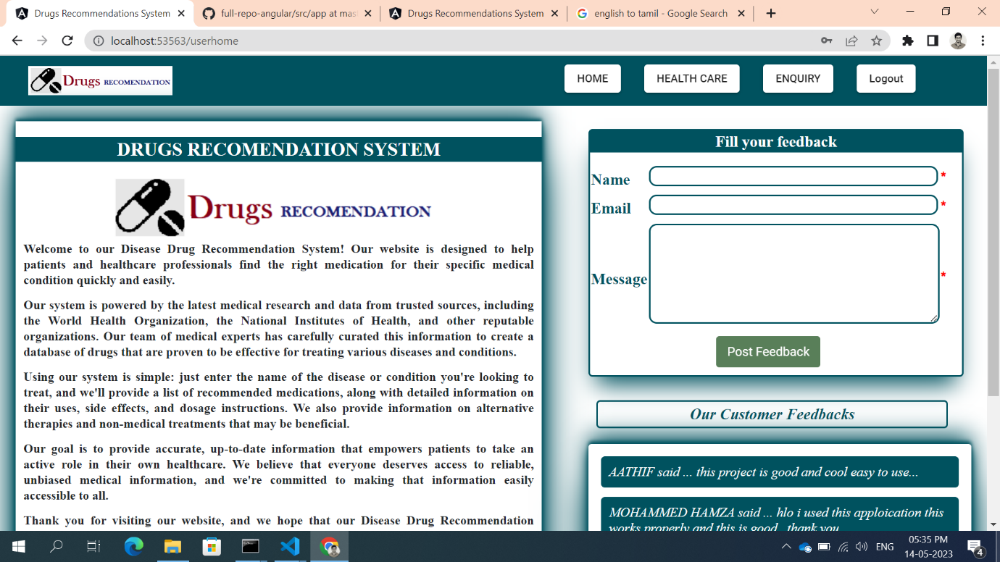 Drugs Recommendations System
full-repo-angular/src/app at mas
Drugs Recommendations System
english to tamil - Google Search
localhost:53563/userhome
Drugs RECOMENDATION
HOME
HEALTH CARE
ENQUIRY
Logout
DRUGS RECOMENDATION SYSTEM
Drugs RECOMENDATION
Welcome to our Disease Drug Recommendation System! Our website is designed to help
patients and healthcare professionals find the right medication for their specific medical
condition quickly and easily.
Our system is powered by the latest medical research and data from trusted sources, including
the World Health Organization, the National Institutes of Health, and other reputable
organizations. Our team of medical experts has carefully curated this information to create a
database of drugs that are proven to be effective for treating various diseases and conditions.
Using our system is simple: just enter the name of the disease or condition you're looking to
treat, and we'll provide a list of recommended medications, along with detailed information on
their uses, side effects, and dosage instructions. We also provide information on alternative
therapies and non-medical treatments that may be beneficial.
Our goal is to provide accurate, up-to-date information that empowers patients to take an
active role in their own healthcare. We believe that everyone deserves access to reliable,
unbiased medical information, and we're committed to making that information easily
accessible to all.
Thank you for visiting our website, and we hope that our Disease Drug Recommendation
Fill your feedback
Name *
Email *
Message *
Post Feedback
Our Customer Feedbacks
AATHIF said ... this project is good and cool easy to use...
MOHAMMED HAMZA said ... hlo i used this apploication this
works properly and this is good.. thank you
ENG
05:35 PM
14-05-2023
4